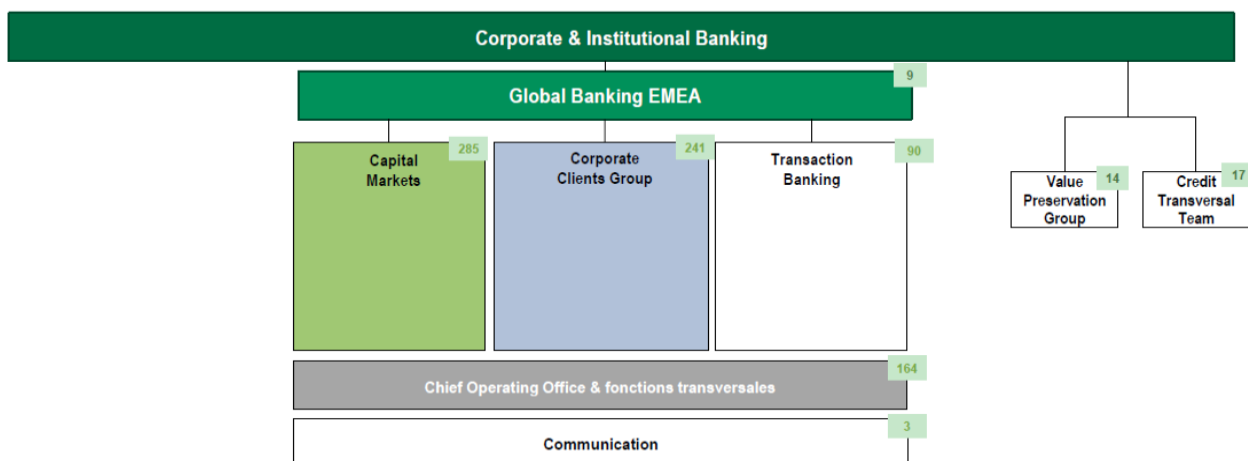 Corporate & Institutional Banking
9
Global Banking EMEA
285
Capital
Markets
241
Corporate
Clients Group
90
Transaction
Banking
14
Value
Preservation
Group
17
Credit
Transversal
Team
164
Chief Operating Office & fonctions transversales
3
Communication